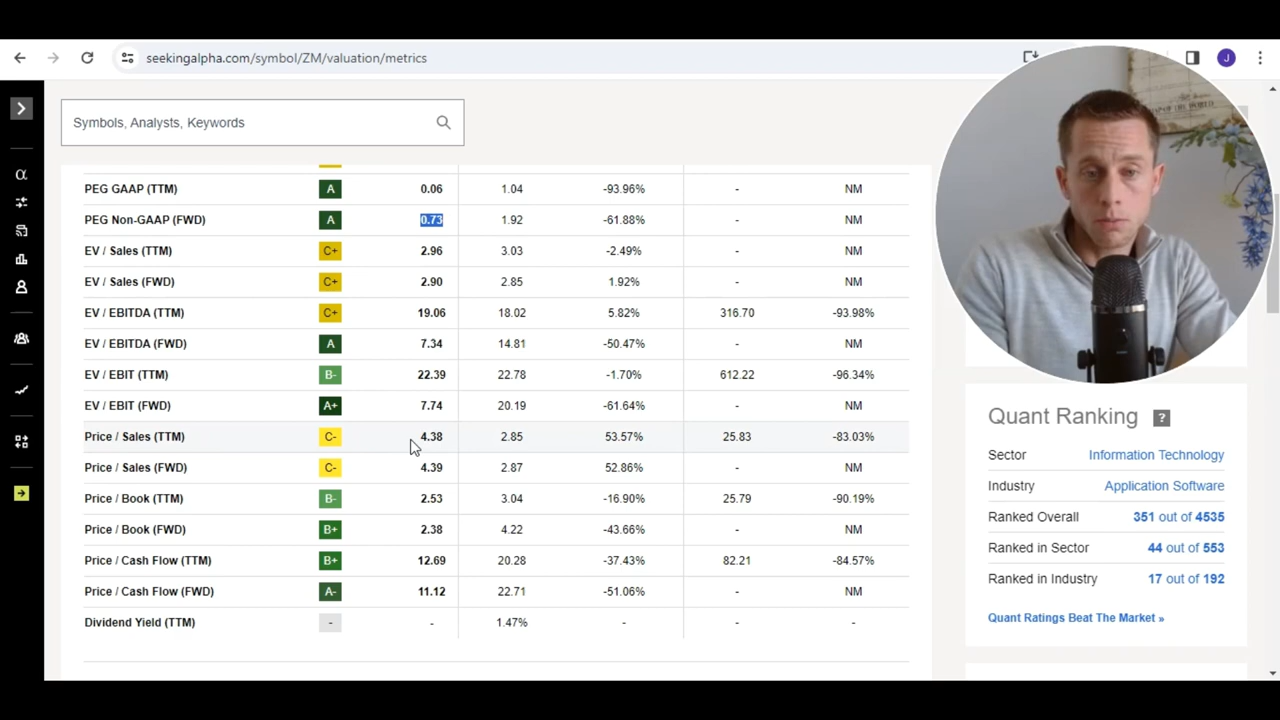 seekingalpha.com/symbol/ZM/valuation/metrics
J
Symbols, Analysts, Keywords
PEG GAAP (TTM) A 0.06 1.04 -93.96% - NM
PEG Non-GAAP (FWD) A 0.73 1.92 -61.88% - NM
EV / Sales (TTM) C+ 2.96 3.03 -2.49% - NM
EV / Sales (FWD) C+ 2.90 2.85 1.92% - NM
EV / EBITDA (TTM) C+ 19.06 18.02 5.82% 316.70 -93.98%
EV / EBITDA (FWD) A 7.34 14.81 -50.47% - NM
EV / EBIT (TTM) B- 22.39 22.78 -1.70% 612.22 -96.34%
EV / EBIT (FWD) A+ 7.74 20.19 -61.64% - NM
Price / Sales (TTM) C- 4.38 2.85 53.57% 25.83 -83.03%
Price / Sales (FWD) C- 4.39 2.87 52.86% - NM
Price / Book (TTM) B- 2.53 3.04 -16.90% 25.79 -90.19%
Price / Book (FWD) B+ 2.38 4.22 -43.66% - NM
Price / Cash Flow (TTM) B+ 12.69 20.28 -37.43% 82.21 -84.57%
Price / Cash Flow (FWD) A- 11.12 22.71 -51.06% - NM
Dividend Yield (TTM) - - 1.47% - - -
Quant Ranking ?
Sector Information Technology
Industry Application Software
Ranked Overall 351 out of 4535
Ranked in Sector 44 out of 553
Ranked in Industry 17 out of 192
Quant Ratings Beat The Market »